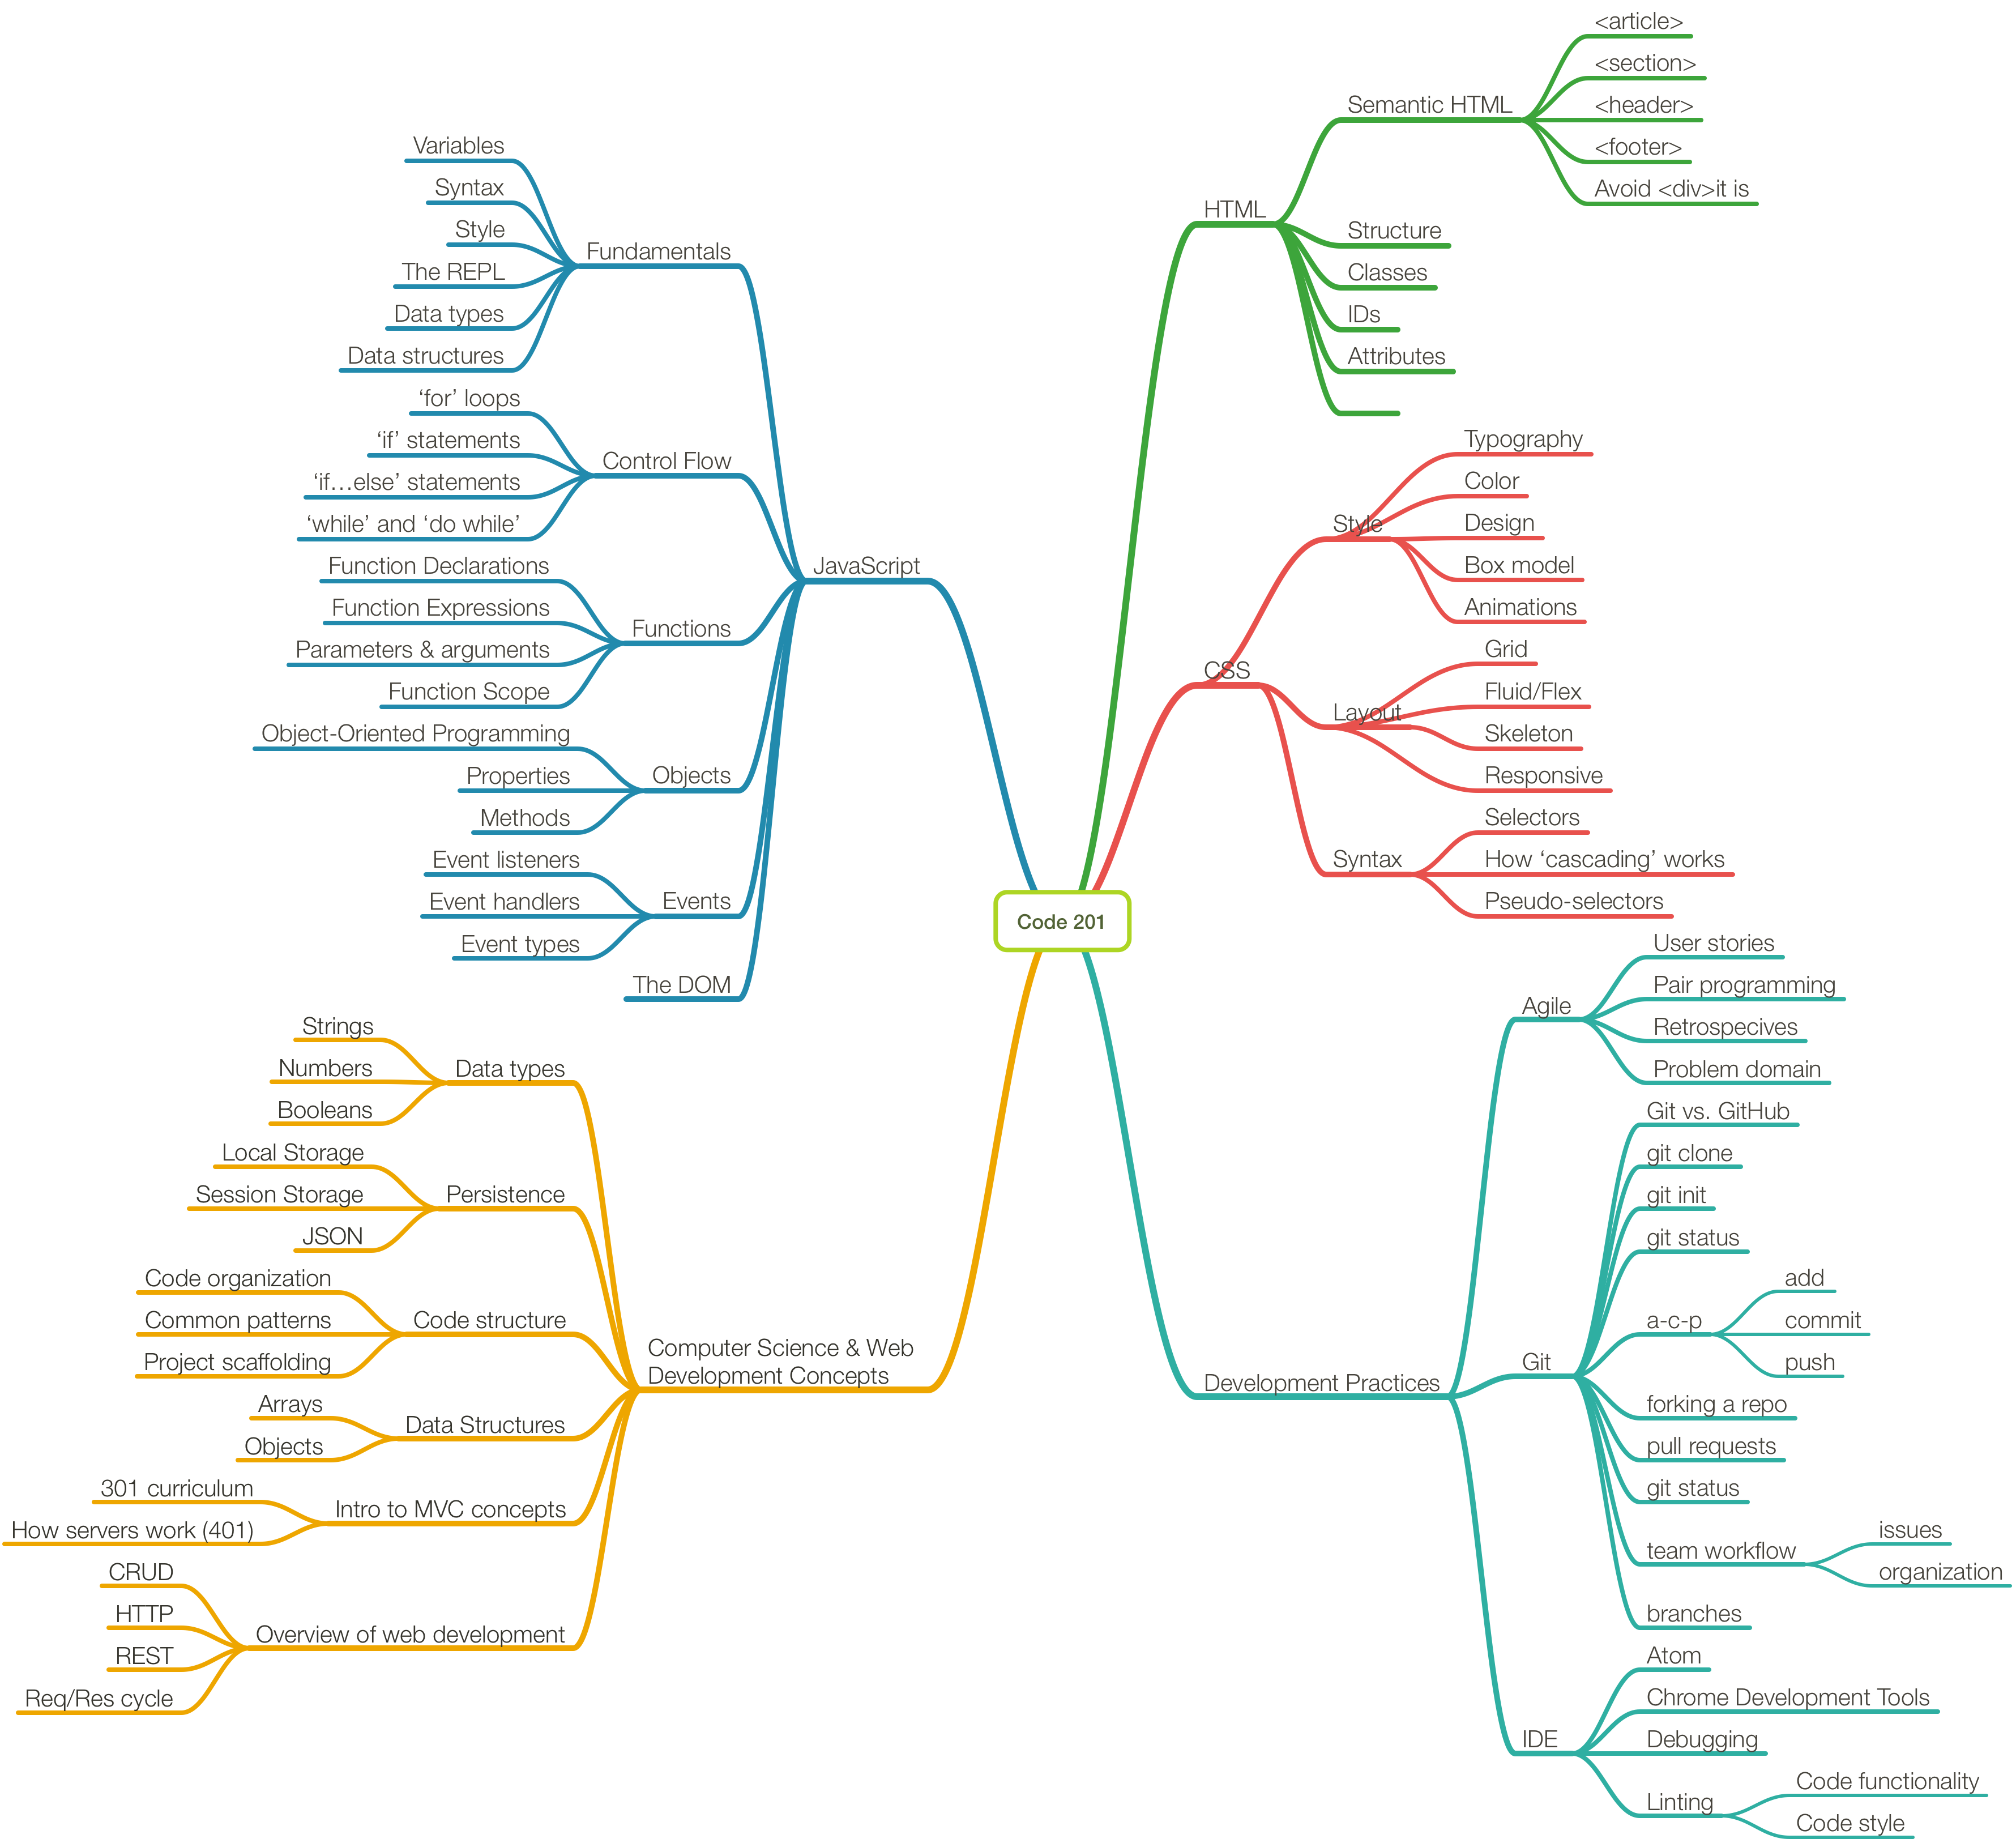 Code 201
JavaScript
Fundamentals
Variables
Syntax
Style
The REPL
Data types
Data structures
Control Flow
‘for’ loops
‘if’ statements
‘if…else’ statements
‘while’ and ‘do while’
Functions
Function Declarations
Function Expressions
Parameters & arguments
Function Scope
Objects
Object-Oriented Programming
Properties
Methods
Events
Event listeners
Event handlers
Event types
The DOM
Computer Science & Web
Development Concepts
Data types
Strings
Numbers
Booleans
Persistence
Local Storage
Session Storage
JSON
Code structure
Code organization
Common patterns
Project scaffolding
Data Structures
Arrays
Objects
Intro to MVC concepts
301 curriculum
How servers work (401)
Overview of web development
CRUD
HTTP
REST
Req/Res cycle
HTML
Semantic HTML
<article>
<section>
<header>
<footer>
Avoid <div>it is
Structure
Classes
IDs
Attributes
CSS
Style
Typography
Color
Design
Box model
Animations
Layout
Grid
Fluid/Flex
Skeleton
Responsive
Syntax
Selectors
How ‘cascading’ works
Pseudo-selectors
Development Practices
Agile
User stories
Pair programming
Retrospecives
Problem domain
Git
Git vs. GitHub
git clone
git init
git status
a-c-p
add
commit
push
forking a repo
pull requests
git status
team workflow
issues
organization
branches
IDE
Atom
Chrome Development Tools
Debugging
Linting
Code functionality
Code style